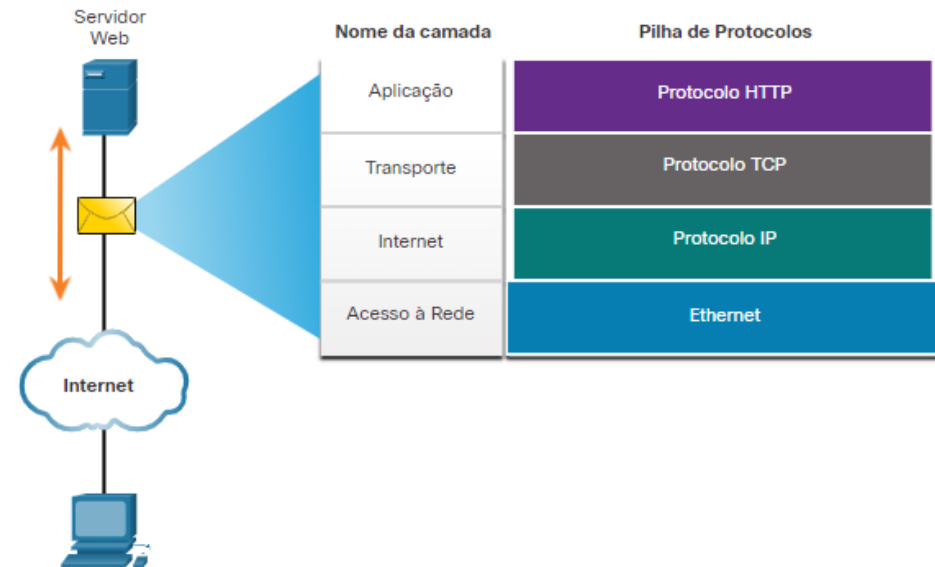 Servidor
Web
Nome da camada
Pilha de Protocolos
Aplicação
Protocolo HTTP
Transporte
Protocolo TCP
Internet
Protocolo IP
Acesso à Rede
Ethernet
Internet